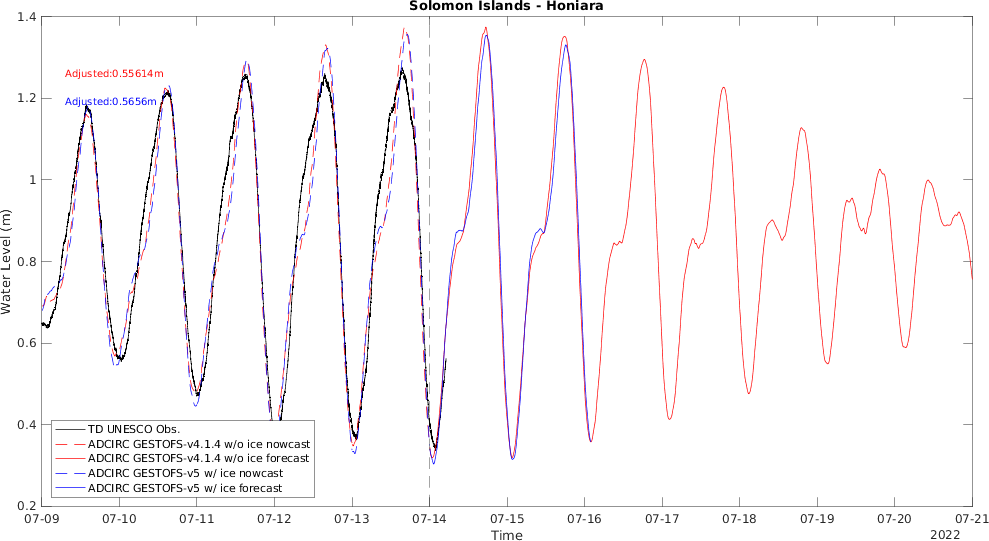 Solomon Islands - Honiara
Water Level (m)
1.4
1.2
1
0.8
0.6
0.4
0.2
Adjusted:0.55614m
Adjusted:0.5656m
TD UNESCO Obs.
ADCIRC GESTOFS-v4.1.4 w/o ice nowcast
ADCIRC GESTOFS-v4.1.4 w/o ice forecast
ADCIRC GESTOFS-v5 w/ ice nowcast
ADCIRC GESTOFS-v5 w/ ice forecast
07-09 07-10 07-11 07-12 07-13 07-14 07-15 07-16 07-17 07-18 07-19 07-20 07-21
Time
2022